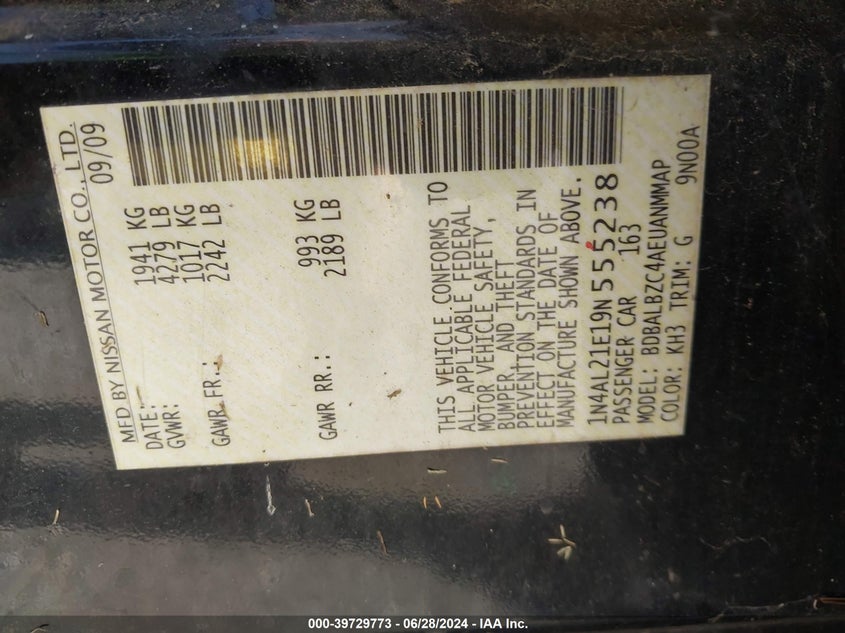 MFD BY NISSAN MOTOR CO., LTD.
DATE: 09/09
GVWR: 1941 KG
4279 LB
GAWR FR.: 1017 KG
2242 LB
GAWR RR.: 993 KG
2189 LB
THIS VEHICLE CONFORMS TO
ALL APPLICABLE FEDERAL
MOTOR VEHICLE SAFETY,
BUMPER, AND THEFT
PREVENTION STANDARDS IN
EFFECT ON THE DATE OF
MANUFACTURE SHOWN ABOVE.
1N4AL21E19N555238
PASSENGER CAR 163
MODEL: BDBALBZC4AEUANMMAP
COLOR: KH3 TRIM: G 9N00A
000-39729773 - 06/28/2024 - IAA Inc.